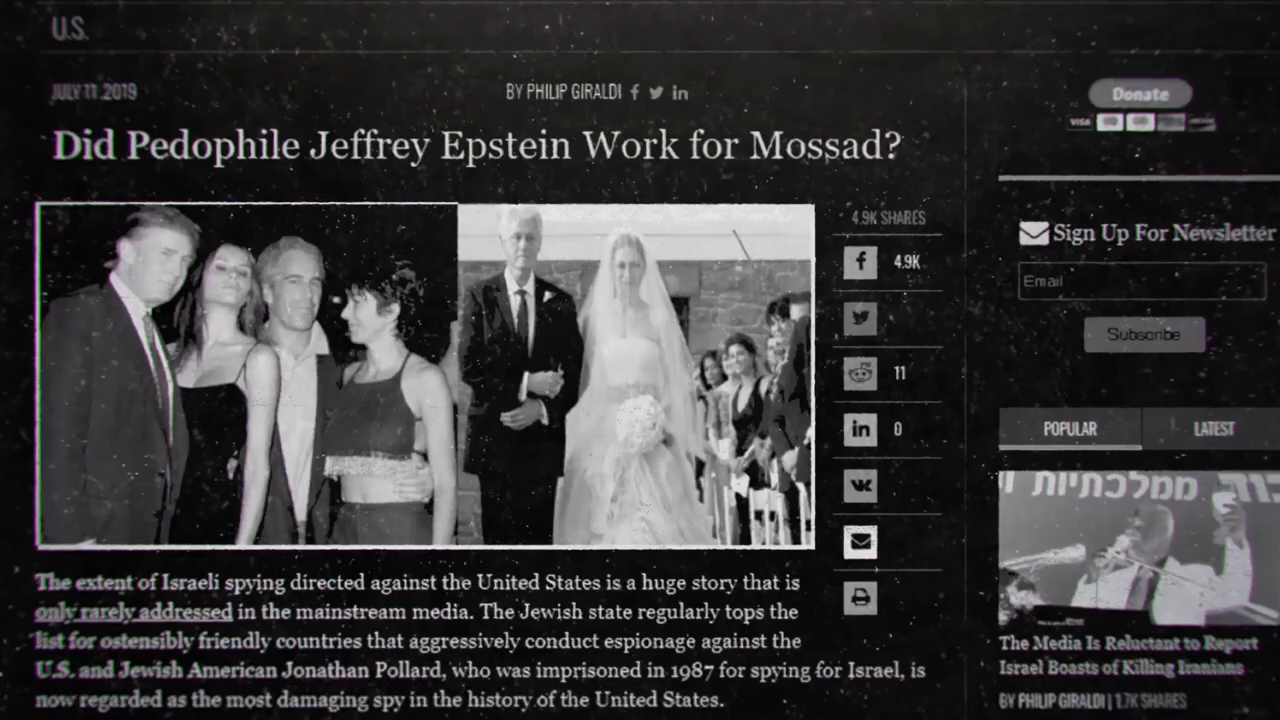 U.S.
JULY 11 2019
BY PHILIP GIRALDI
Did Pedophile Jeffrey Epstein Work for Mossad?
The extent of Israeli spying directed against the United States is a huge story that is
only rarely addressed in the mainstream media. The Jewish state regularly tops the
list for ostensibly friendly countries that aggressively conduct espionage against the
U.S. and Jewish American Jonathan Pollard, who was imprisoned in 1987 for spying for Israel, is
now regarded as the most damaging spy in the history of the United States.
4.9K SHARES
4.9K
11
0
Donate
VISA
Sign Up For Newsletter
Email
Subscribe
POPULAR
LATEST
ממלכתיות
The Media Is Reluctant to Report
Israel Boasts of Killing Iranians
BY PHILIP GIRALDI | 1.7K SHARES